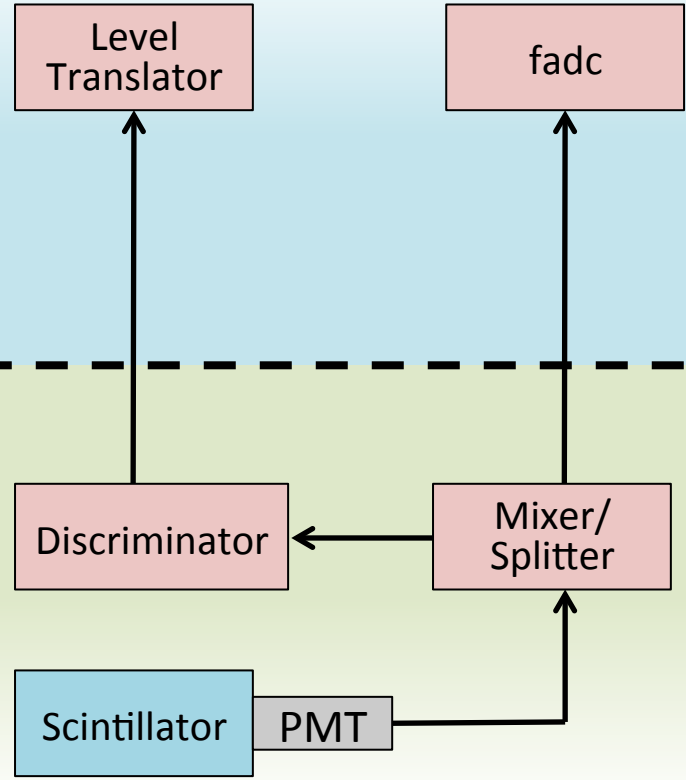 Level
Translator
fadc
Discriminator
Mixer/
Splitter
Scintillator
PMT